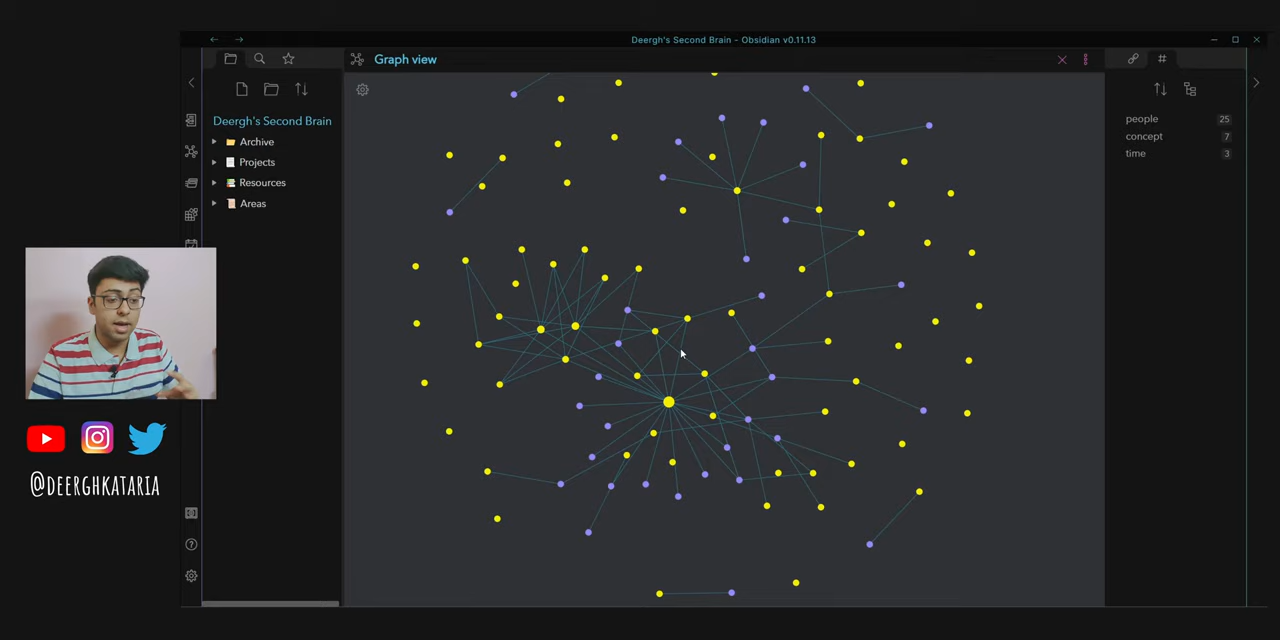 Deergh's Second Brain - Obsidian v0.11.13
Graph view
Deergh's Second Brain
Archive
Projects
Resources
Areas
people 25
concept 7
time 3
@DEERGHKATARIA